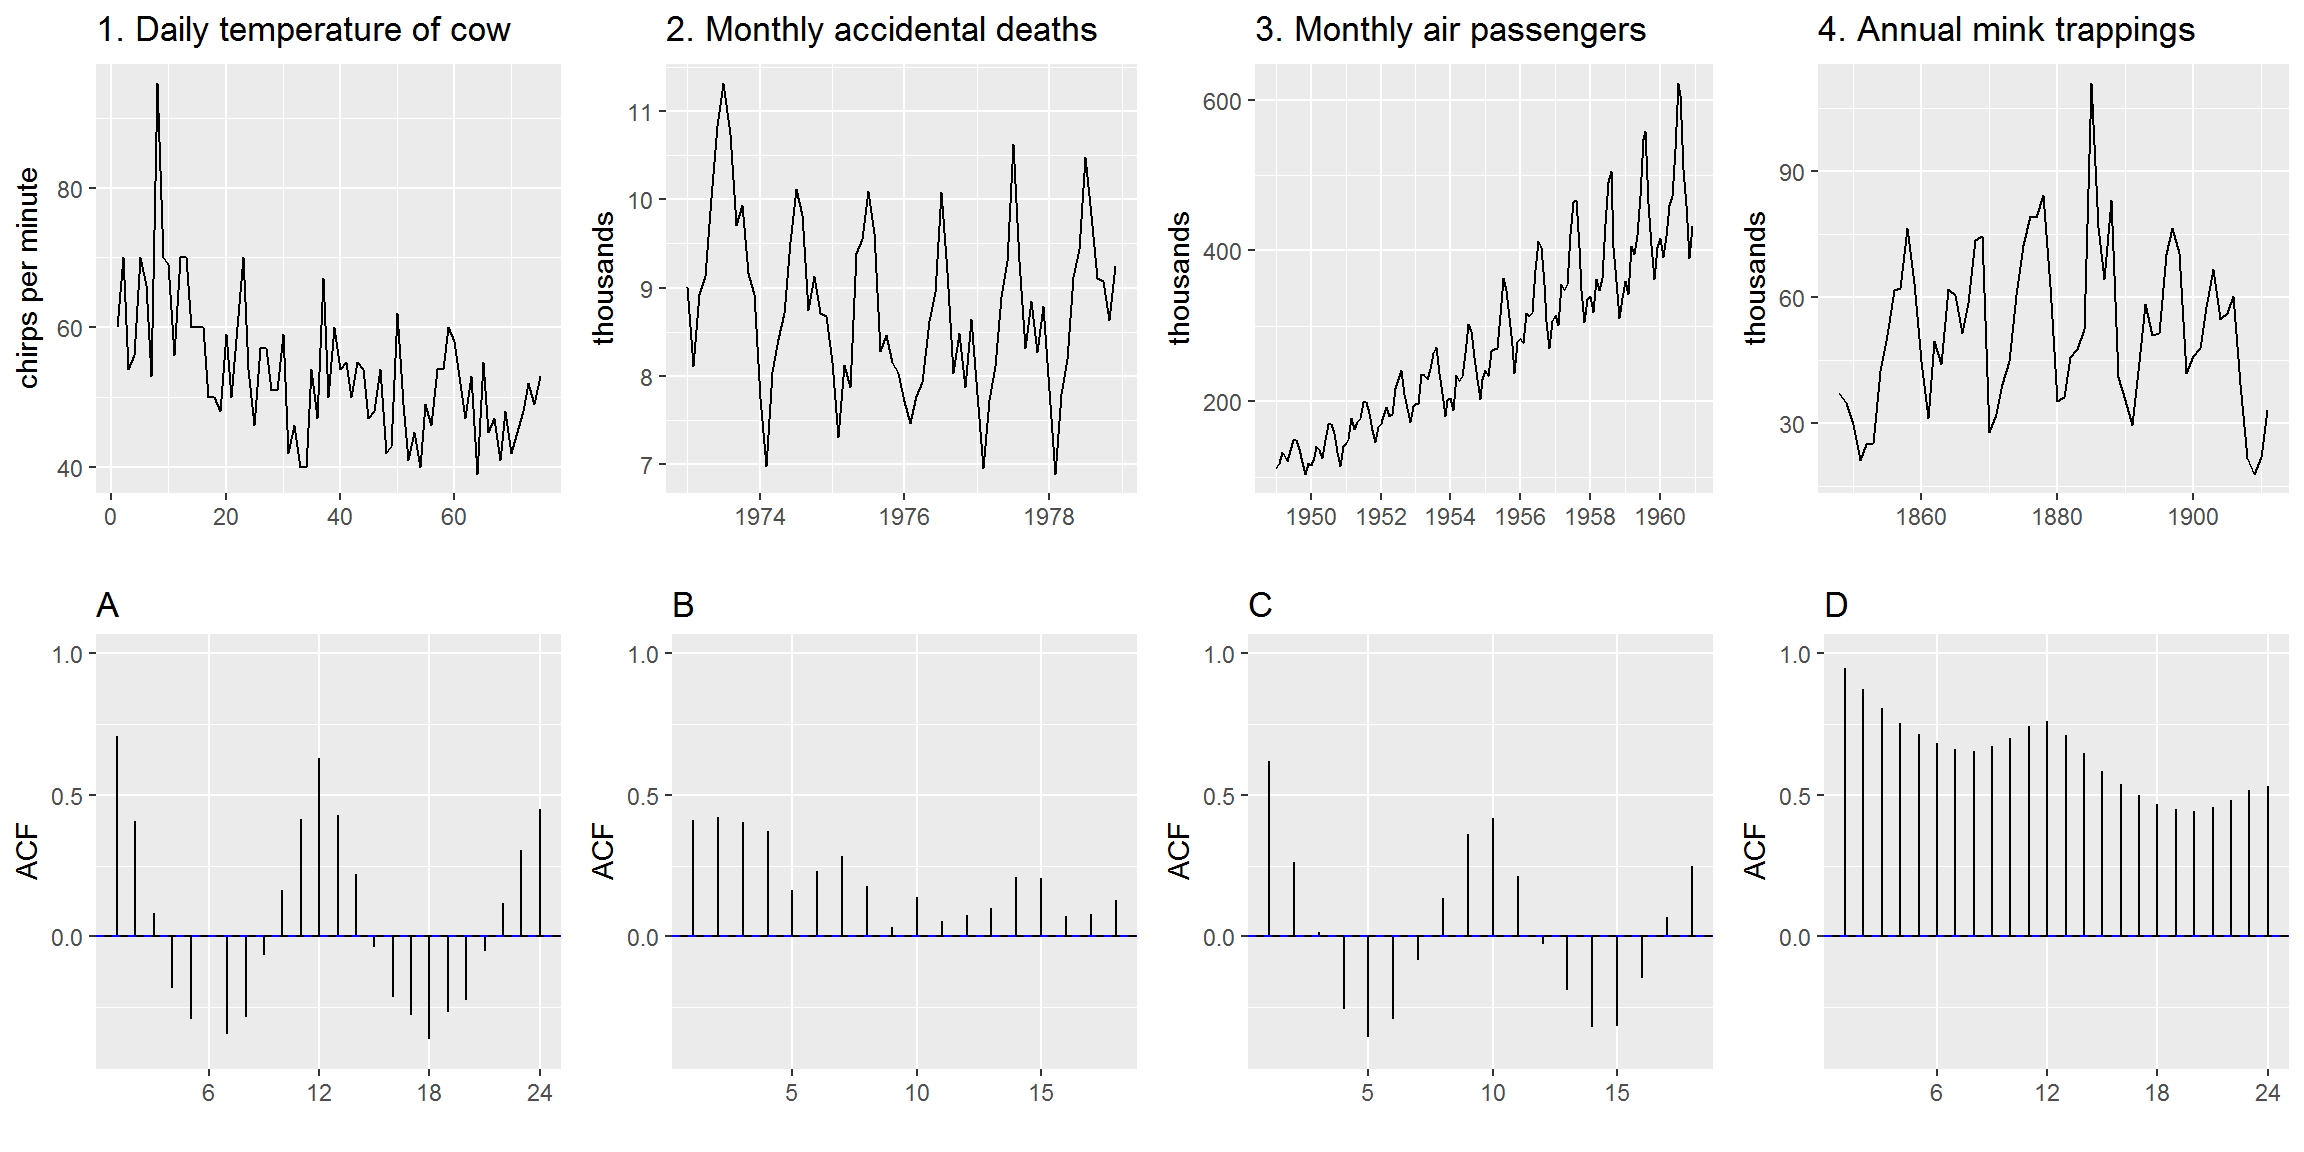 1. Daily temperature of cow
2. Monthly accidental deaths
3. Monthly air passengers
4. Annual mink trappings
chirps per minute
80
60
40
0 20 40 60
thousands
11
10
9
8
7
1974 1976 1978
thousands
600
400
200
1950 1952 1954 1956 1958 1960
thousands
90
60
30
1860 1880 1900
A
ACF
1.0
0.5
0.0
6 12 18 24
B
ACF
1.0
0.5
0.0
5 10 15
C
ACF
1.0
0.5
0.0
5 10 15
D
ACF
1.0
0.5
0.0
6 12 18 24